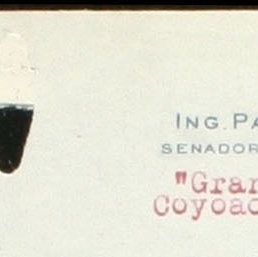 ING. PA
SENADOR
"Gran
Coyoac